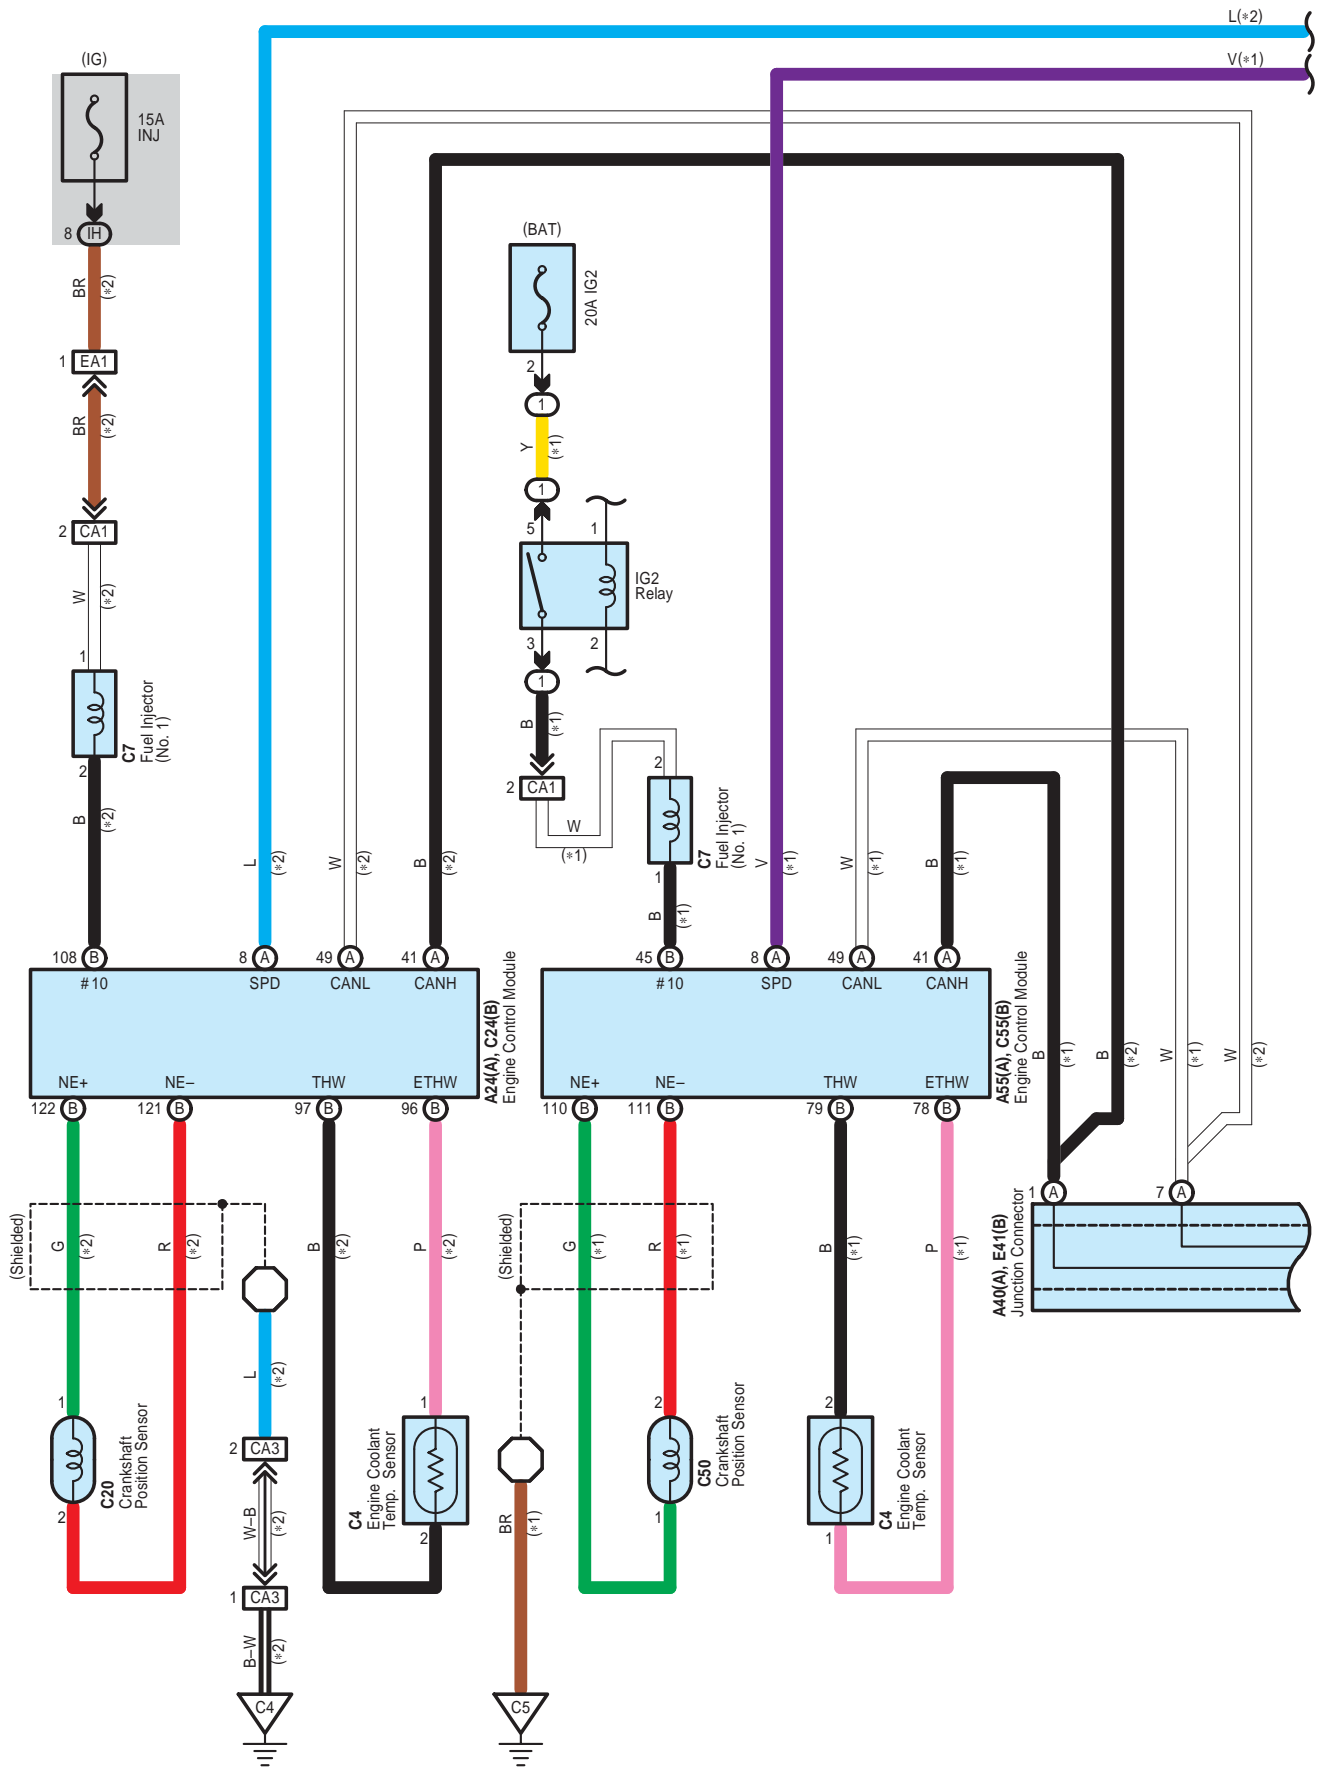 L(*2)
V(*1)
(IG)
15A
INJ
8 IH
BR
(*2)
1 EA1
BR
(*2)
2 CA1
W
(*2)
1
C7
Fuel Injector
(No. 1)
2
B
(*2)
(BAT)
20A IG2
2
1
Y
(*1)
1
5 1
IG2
Relay
3 2
1
B
(*1)
2 CA1
W
(*1)
2
C7
Fuel Injector
(No. 1)
1
B
(*1)
L
(*2)
W
(*2)
B
(*2)
V
(*1)
W
(*1)
B
(*1)
108 B
8 A
49 A
41 A
#10
SPD
CANL
CANH
A24(A), C24(B)
Engine Control Module
NE+
NE–
THW
ETHW
122 B
121 B
97 B
96 B
45 B
8 A
49 A
41 A
#10
SPD
CANL
CANH
A55(A), C55(B)
Engine Control Module
NE+
NE–
THW
ETHW
110 B
111 B
79 B
78 B
B
(*1)
B
(*2)
W
(*1)
W
(*2)
1 A
7 A
A40(A), E41(B)
Junction Connector
(Shielded)
G
(*2)
R
(*2)
B
(*2)
P
(*2)
(Shielded)
G
(*1)
R
(*1)
B
(*1)
P
(*1)
L
(*2)
1
C20
Crankshaft
Position Sensor
2
2 CA3
W–B
(*2)
1 CA3
B–W
(*2)
C4
1
C4
Engine Coolant
Temp. Sensor
2
BR
(*1)
C5
2
C50
Crankshaft
Position Sensor
1
2
C4
Engine Coolant
Temp. Sensor
1